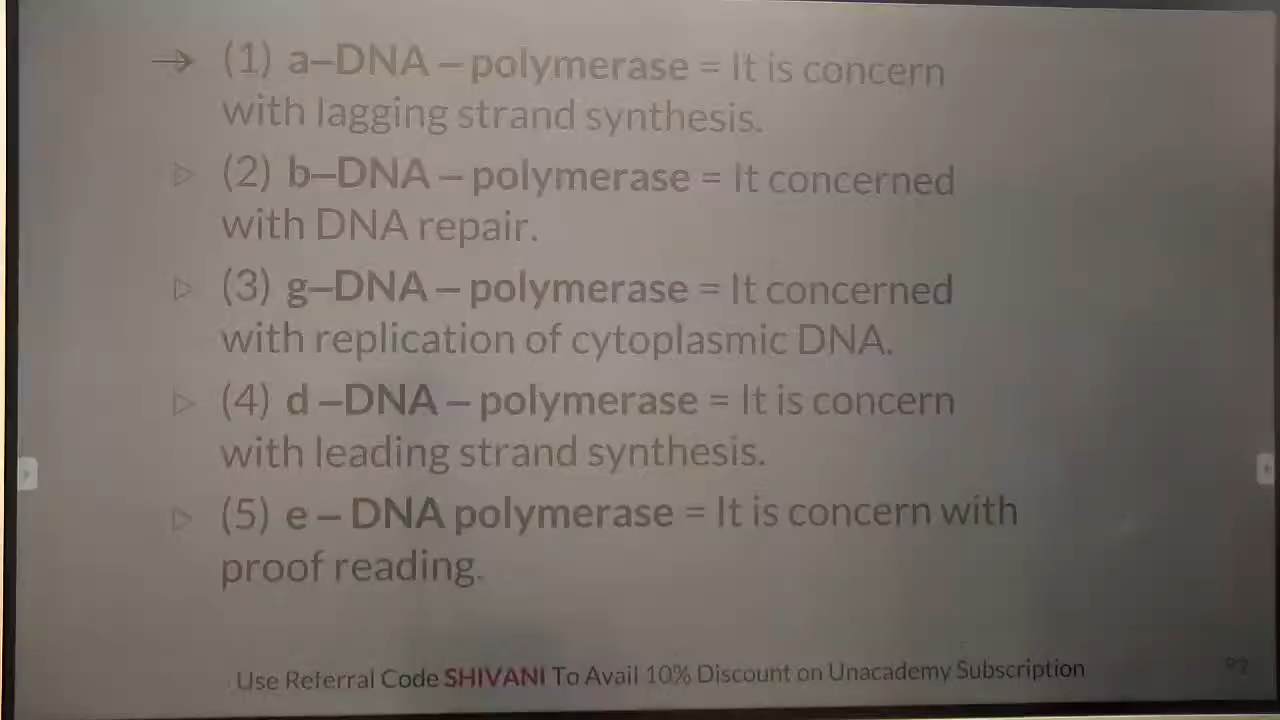 → (1) a–DNA – polymerase = It is concern
with lagging strand synthesis.
▷ (2) b–DNA – polymerase = It concerned
with DNA repair.
▷ (3) g–DNA – polymerase = It concerned
with replication of cytoplasmic DNA.
▷ (4) d –DNA – polymerase = It is concern
with leading strand synthesis.
▷ (5) e – DNA polymerase = It is concern with
proof reading.
Use Referral Code SHIVANI To Avail 10% Discount on Unacademy Subscription
92